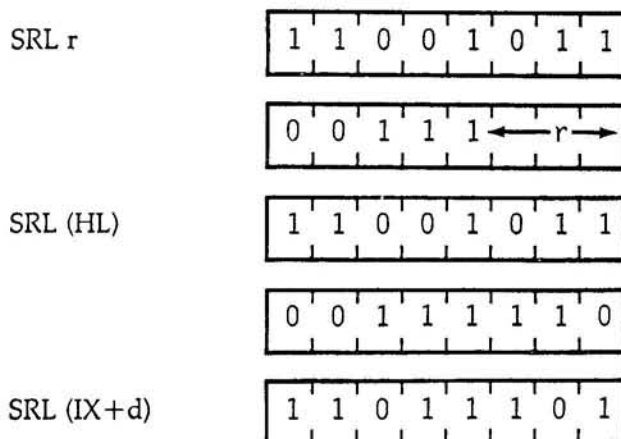 SRL r 1 1 0 0 1 0 1 1
0 0 1 1 1 r
SRL (HL) 1 1 0 0 1 0 1 1
0 0 1 1 1 1 1 0
SRL (IX+d) 1 1 0 1 1 1 0 1